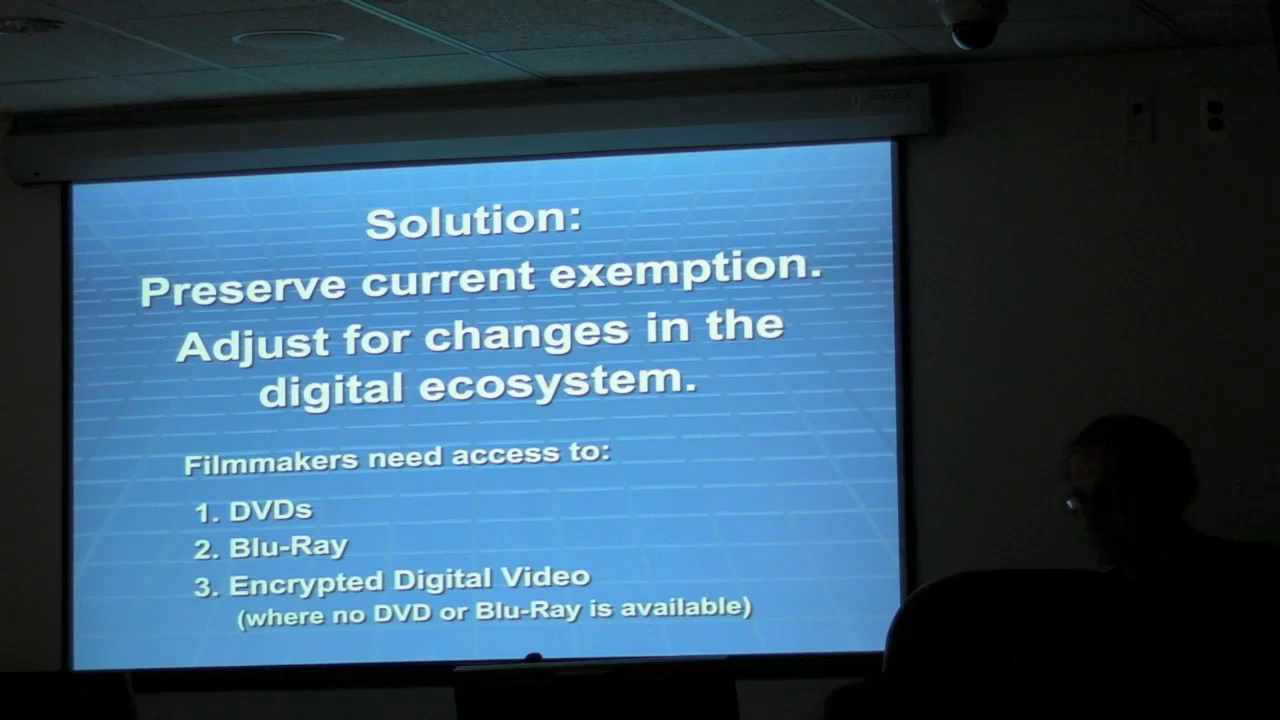 Solution:
Preserve current exemption.
Adjust for changes in the
digital ecosystem.
Filmmakers need access to:
1. DVDs
2. Blu-Ray
3. Encrypted Digital Video
(where no DVD or Blu-Ray is available)